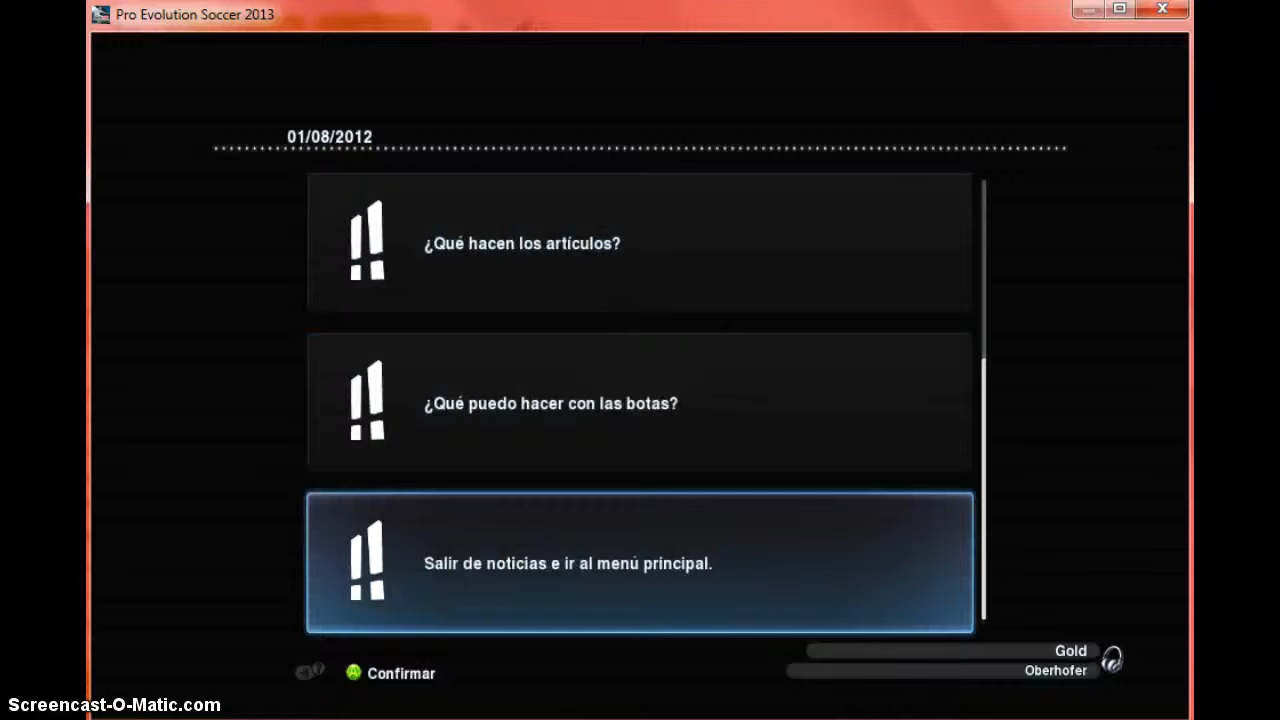 Pro Evolution Soccer 2013
01/08/2012
¿Qué hacen los artículos?
¿Qué puedo hacer con las botas?
Salir de noticias e ir al menú principal.
Confirmar
Gold
Oberhofer
Screencast-O-Matic.com